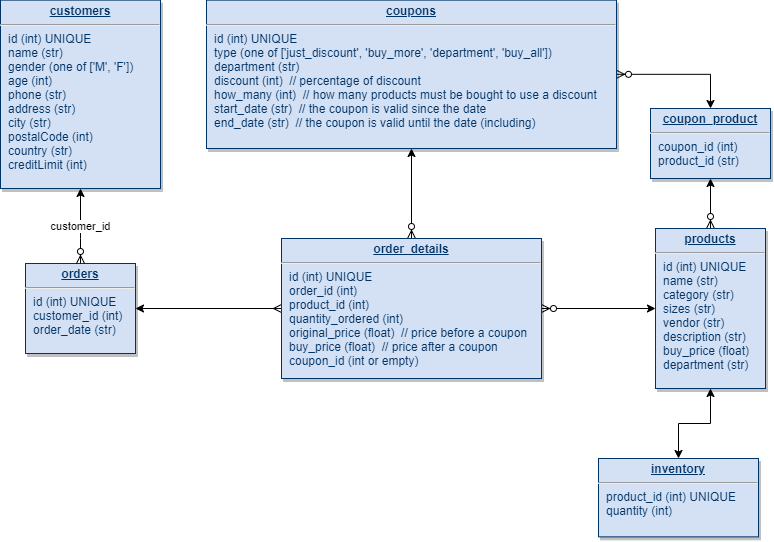 customers
id (int) UNIQUE
name (str)
gender (one of ['M', 'F'])
age (int)
phone (str)
address (str)
city (str)
postalCode (int)
country (str)
creditLimit (int)
coupons
id (int) UNIQUE
type (one of ['just_discount', 'buy_more', 'department', 'buy_all'])
department (str)
discount (int)  // percentage of discount
how_many (int)  // how many products must be bought to use a discount
start_date (str)  // the coupon is valid since the date
end_date (str)  // the coupon is valid until the date (including)
coupon_product
coupon_id (int)
product_id (str)
customer_id
orders
id (int) UNIQUE
customer_id (int)
order_date (str)
order_details
id (int) UNIQUE
order_id (int)
product_id (int)
quantity_ordered (int)
original_price (float)  // price before a coupon
buy_price (float)  // price after a coupon
coupon_id (int or empty)
products
id (int) UNIQUE
name (str)
category (str)
sizes (str)
vendor (str)
description (str)
buy_price (float)
department (str)
inventory
product_id (int) UNIQUE
quantity (int)